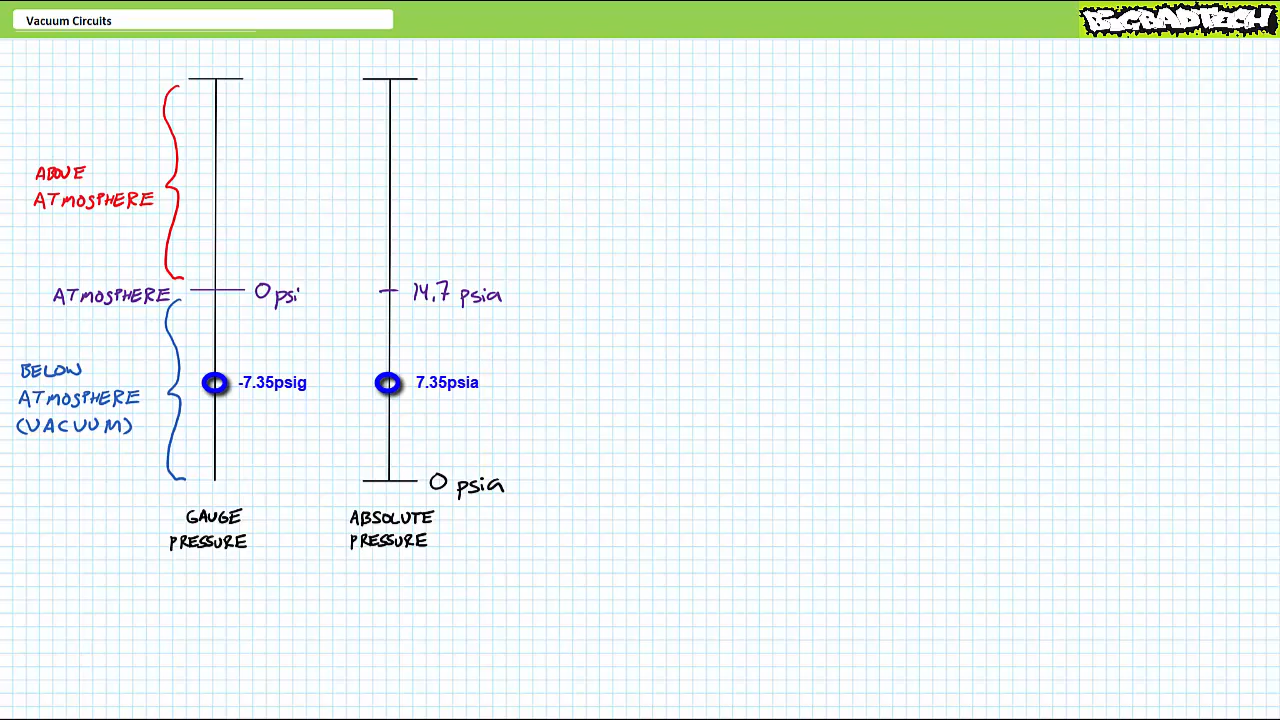 Vacuum Circuits
BIGBADTECH
ABOVE
ATMOSPHERE
ATMOSPHERE
0 psi
14.7 psia
BELOW
ATMOSPHERE
(VACUUM)
-7.35psig
7.35psia
0 psia
GAUGE
PRESSURE
ABSOLUTE
PRESSURE